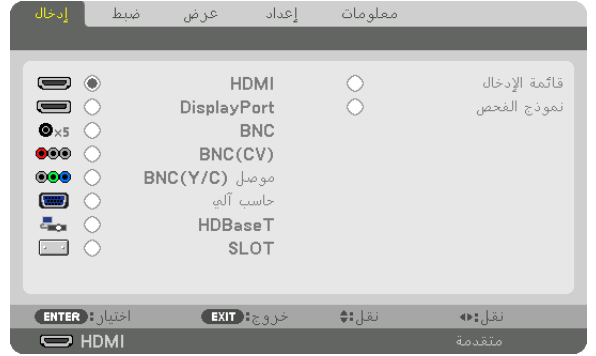 إدخال ضبط عرض إعداد معلومات
HDMI قائمة الإدخال
DisplayPort نموذج الفحص
×5 BNC
BNC(CV)
موصل BNC(Y/C)
حاسب آلي
HDBaseT
SLOT
ENTER: اختيار EXIT: خروج نقل: نقل:
HDMI متقدمة